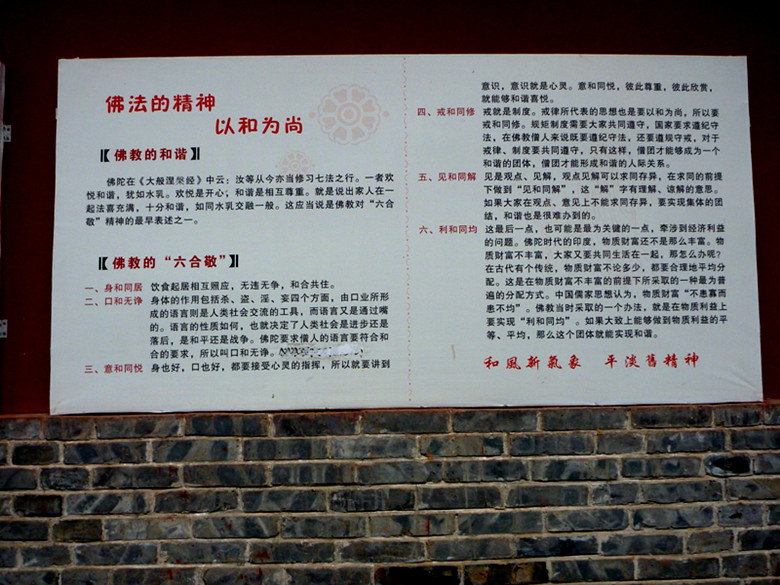 佛法的精神
以和为尚
【佛教的和谐】
佛陀在《大般涅槃经》中云：汝等从今亦当修习七法之行。一者欢
悦和谐，犹如水乳。欢悦是开心；和谐是相互尊重。就是说出家人在一
起法喜充满，十分和谐，如同水乳交融一般。这应当说是佛教对“六合
敬”精神的最早表述之一。
【佛教的“六合敬”】
一、身和同居 饮食起居相互照应，无违无争，和合共住。
二、口和无诤 身体的作用包括杀、盗、淫、妄四个方面，由口业所形
成的语言则是人类社会交流的工具，而语言又是通过嘴
的。语言的性质如何，也就决定了人类社会是进步还是
落后，是和平还是战争。佛陀要求僧人的语言要符合和
合的要求，所以叫口和无诤。
三、意和同悦 身也好，口也好，都要接受心灵的指挥，所以就要讲到
意识，意识就是心灵。意和同悦，彼此尊重，彼此欣赏，
就能够和谐喜悦。
四、戒和同修 戒就是制度。戒律所代表的思想也是要以和为尚，所以要
戒和同修。规矩制度需要大家共同遵守，国家要求遵纪守
法，在佛教僧人来说既要遵纪守法，还要遵规守戒，对于
戒律、制度要共同遵守，只有这样，僧团才能够成为一个
和谐的团体，僧团才能形成和谐的人际关系。
五、见和同解 见是观点、见解，观点见解可以求同存异，在求同的前提
下做到“见和同解”，这“解”字有理解、谅解的意思。
如果大家在观点、意见上不能求同存异，要实现集体的团
结，和谐也是很难办到的。
六、利和同均 这最后一点，也可能是最为关键的一点，牵涉到经济利益
的问题。佛陀时代的印度，物质财富还不是那么丰富。物
质财富不丰富，大家又要共同生活在一起，那怎么办呢？
在古代有个传统，物质财富不论多少，都要合理地平均分
配。这是在物质财富不丰富的前提下所采取的一种最为普
遍的分配方式。中国儒家思想认为，物质财富“不患寡而
患不均”。佛教当时采取的一个办法，就是在物质利益上
要实现“利和同均”。如果大致上能够做到物质利益的平
等、平均，那么这个团体就能实现和谐。
和风新氣象 平淡舊精神